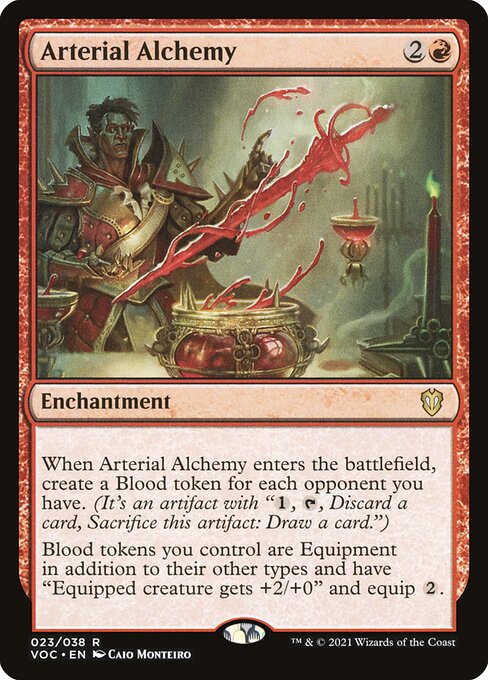 Arterial Alchemy 2
Enchantment
When Arterial Alchemy enters the battlefield,
create a Blood token for each opponent you
have. (It's an artifact with “1, , Discard a
card, Sacrifice this artifact: Draw a card.”)
Blood tokens you control are Equipment
in addition to their other types and have
“Equipped creature gets +2/+0” and equip 2.
023/038 R
VOC • EN Caio Monteiro
™ & © 2021 Wizards of the Coast